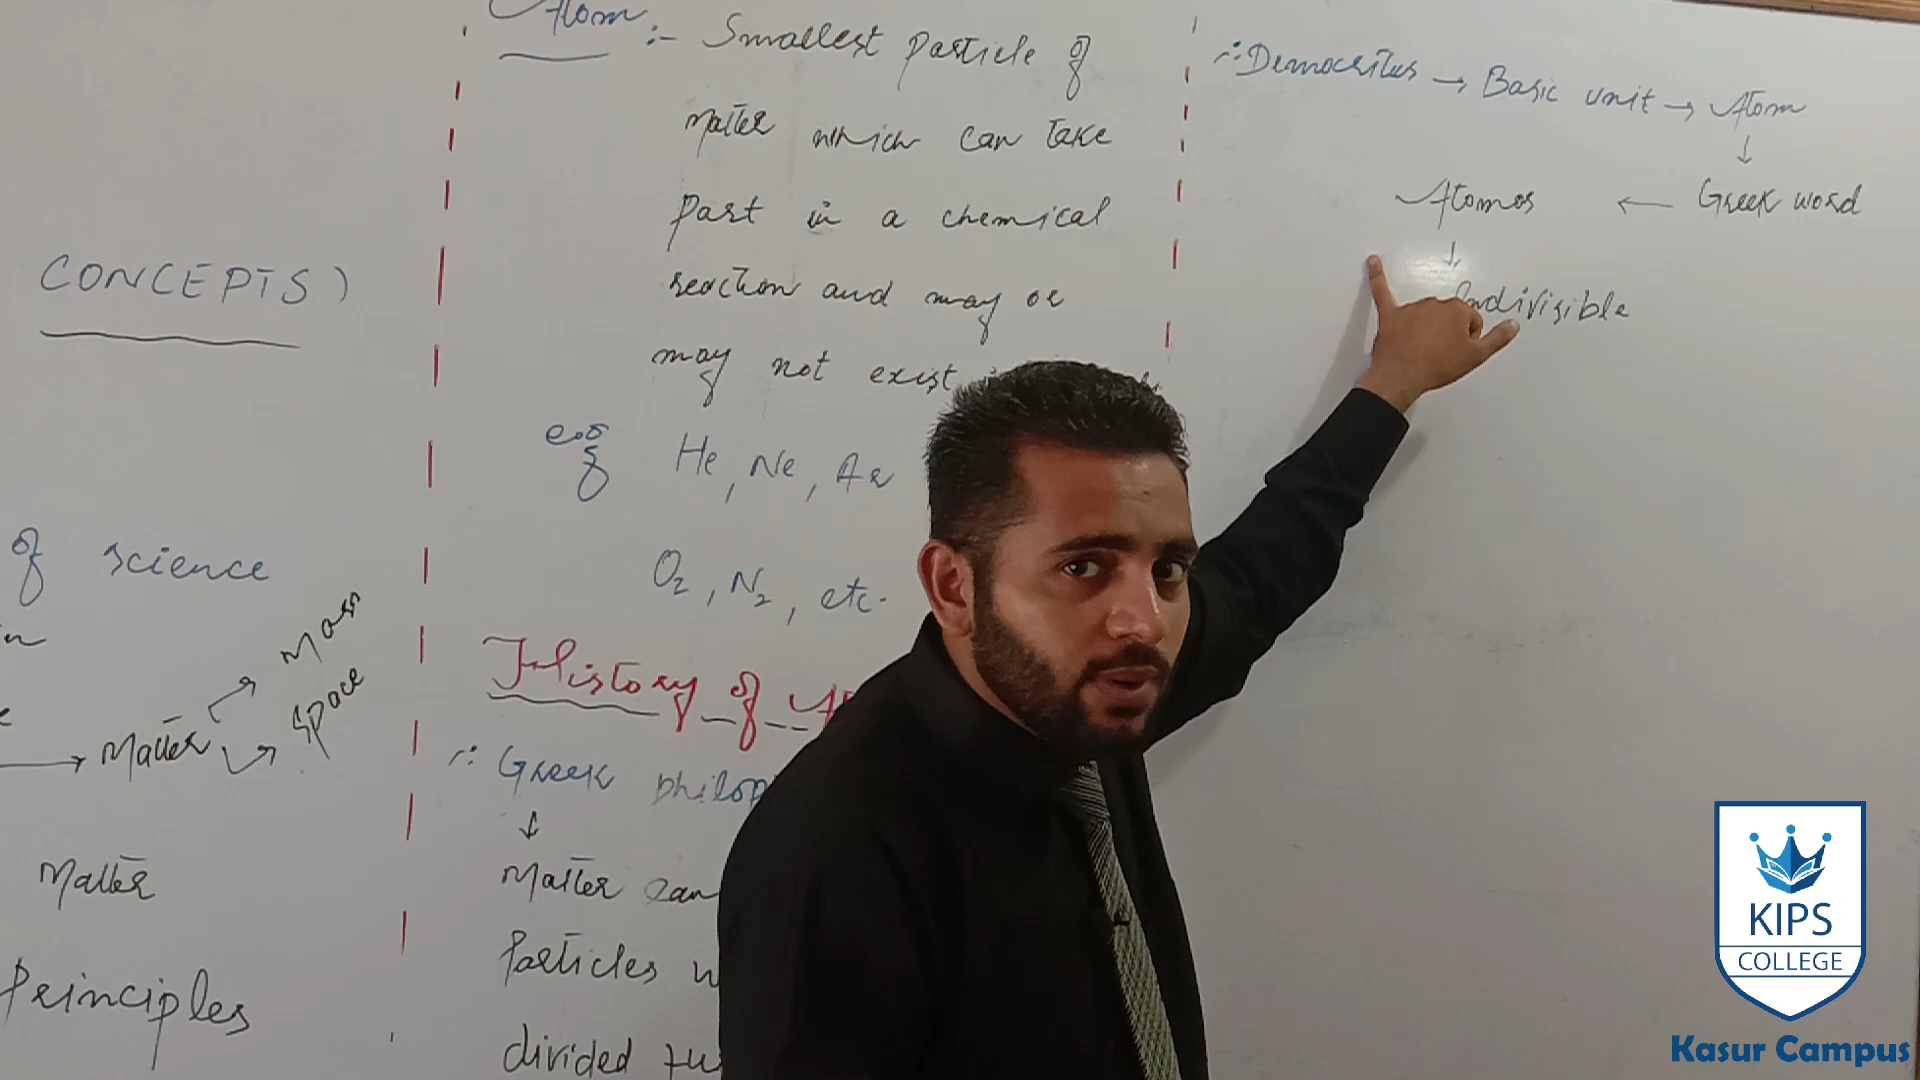 CONCEPTS)
of science
Mass
Space
Matter
Matter
Principles
Atom :- Smallest Particle of
Matter which can take
Part in a chemical
reaction and may or
may not exist
e.g He, Ne, Ar
O2, N2, etc.
History of
∴ Greek
Matter can
Particles
divided
∴ Democritus → Basic unit → Atom
↓
Atomos ← Greek word
↓
Indivisible
KIPS
COLLEGE
Kasur Campus